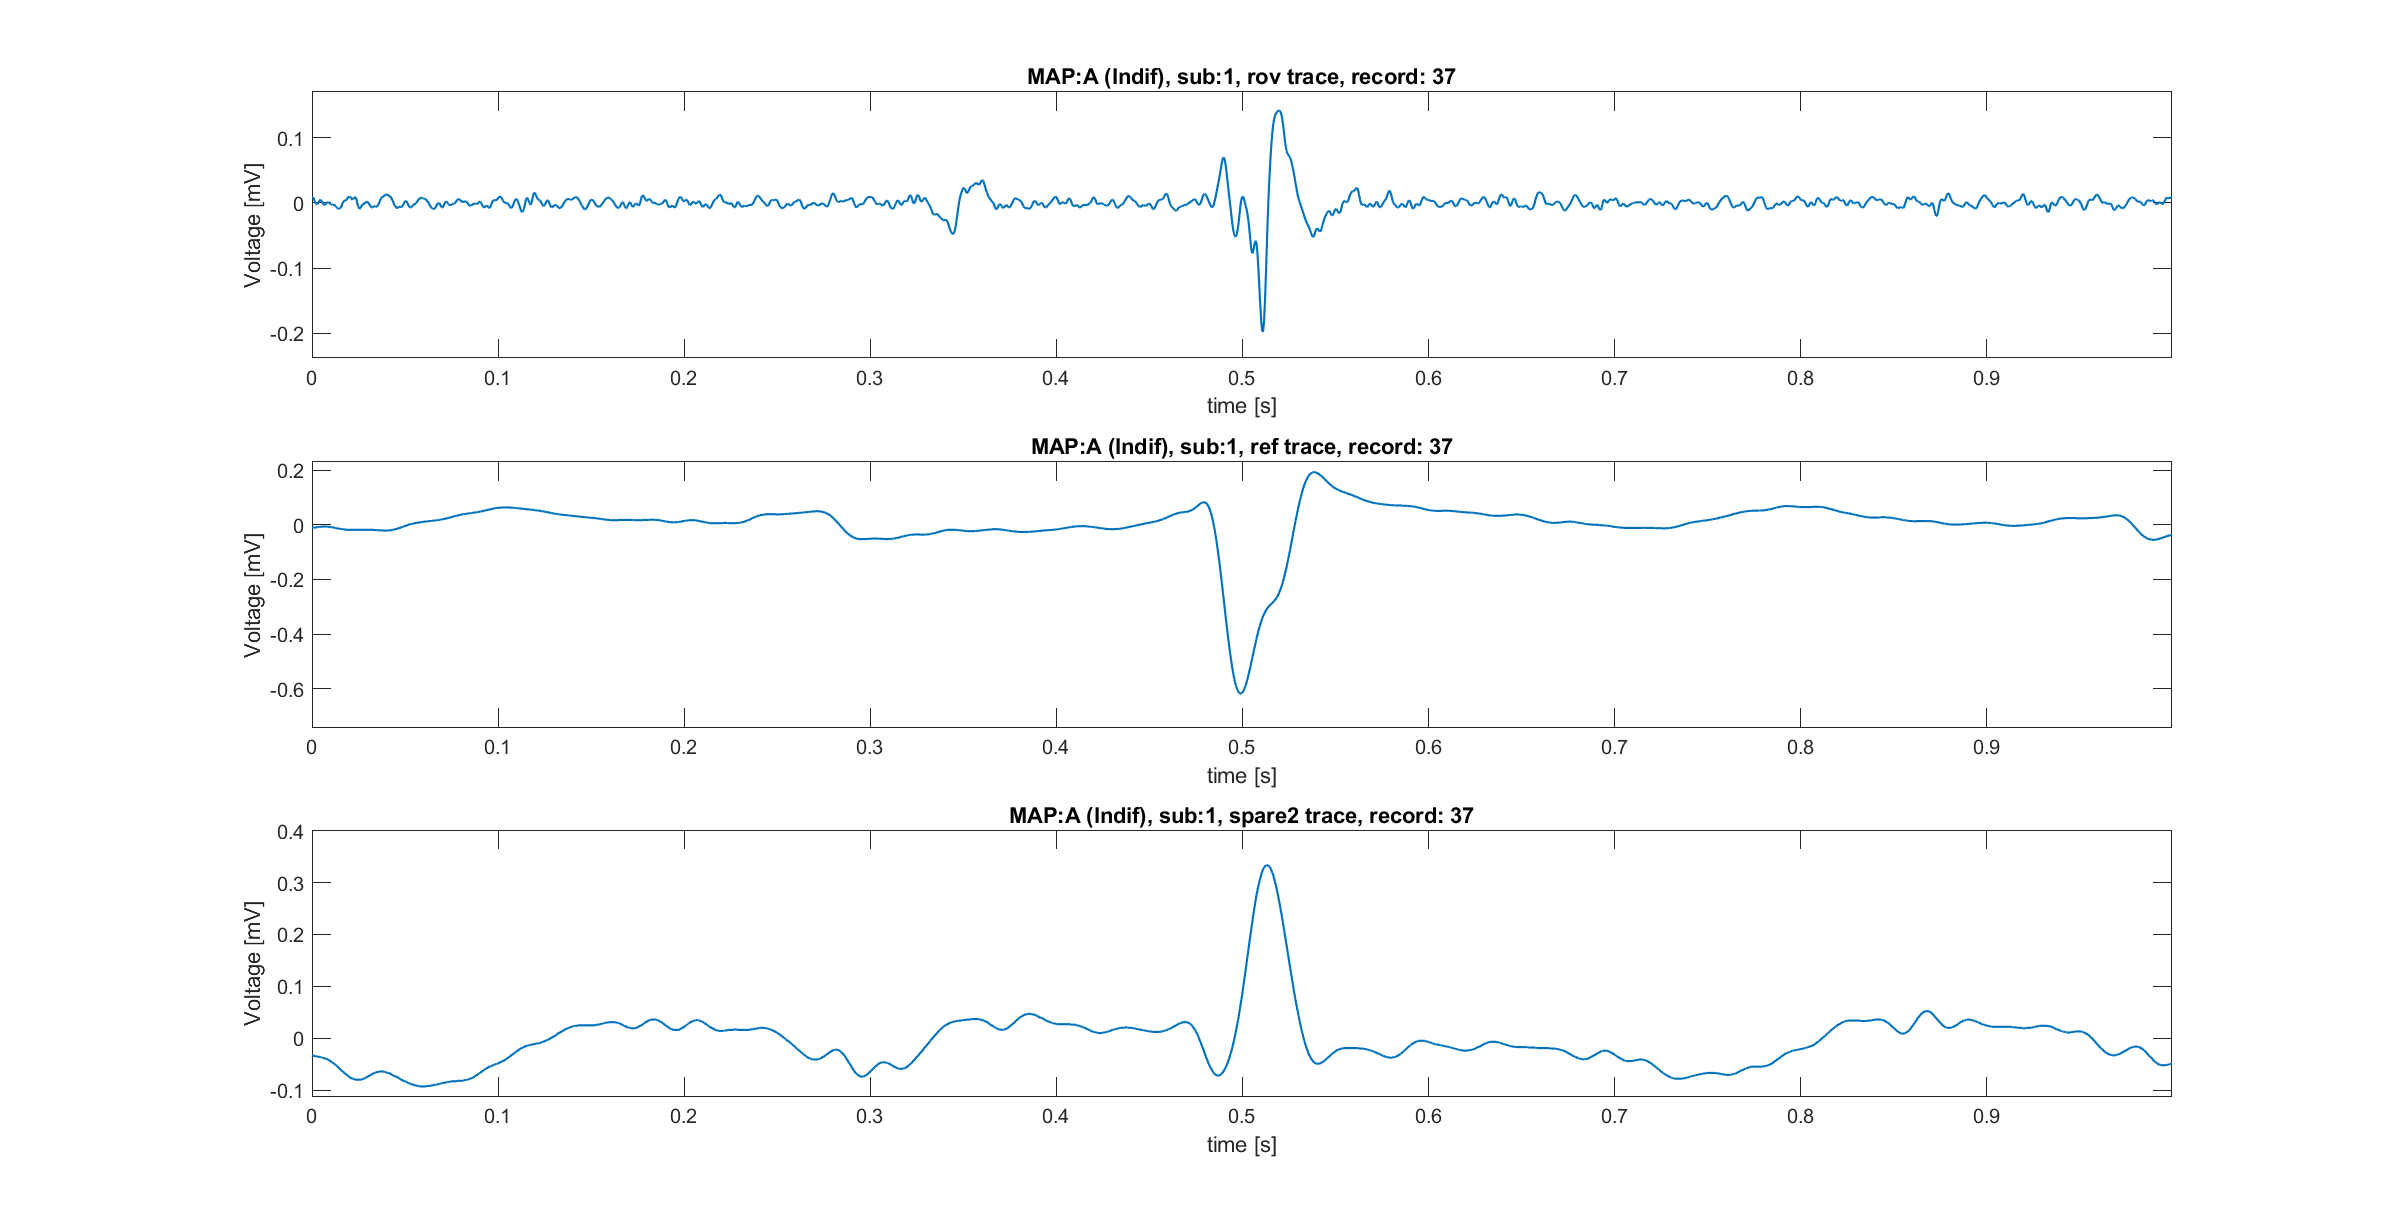 MAP:A (Indif), sub:1, rov trace, record: 37
0.1
0
-0.1
-0.2
Voltage [mV]
0 0.1 0.2 0.3 0.4 0.5 0.6 0.7 0.8 0.9
time [s]
MAP:A (Indif), sub:1, ref trace, record: 37
0.2
0
-0.2
-0.4
-0.6
Voltage [mV]
0 0.1 0.2 0.3 0.4 0.5 0.6 0.7 0.8 0.9
time [s]
MAP:A (Indif), sub:1, spare2 trace, record: 37
0.4
0.3
0.2
0.1
0
-0.1
Voltage [mV]
0 0.1 0.2 0.3 0.4 0.5 0.6 0.7 0.8 0.9
time [s]